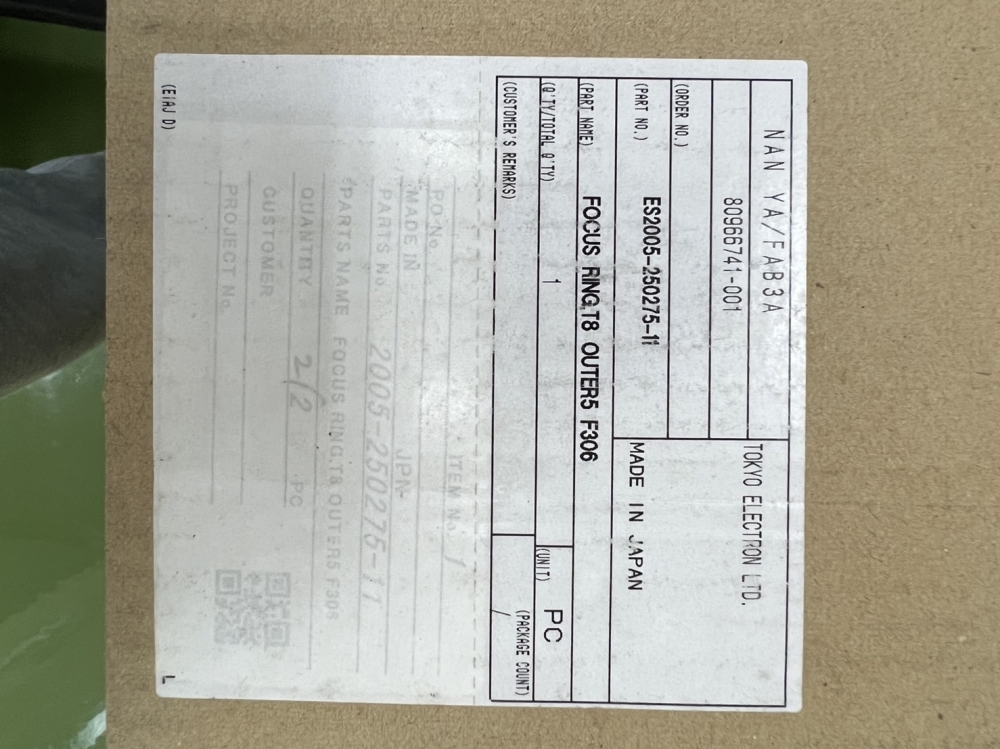 NAN YA/FAB3A
TOKYO ELECTRON LTD.
80966741-001
(ORDER NO.)
(PART NO.) ES2005-250275-11
MADE IN JAPAN
(PART NAME) FOCUS RING,T8 OUTER5 F306
(Q'TY/TOTAL Q'TY) 1
(UNIT) PC
(CUSTOMER'S REMARKS)
(PACKAGE COUNT)
/
PO No. ITEM No. 1
MADE IN JPN
PARTS No. 2005-250275-11
PARTS NAME FOCUS RING,T8 OUTER5 F306
QUANTITY 2/2 PC
CUSTOMER
PROJECT No.
(EIAJ D) L